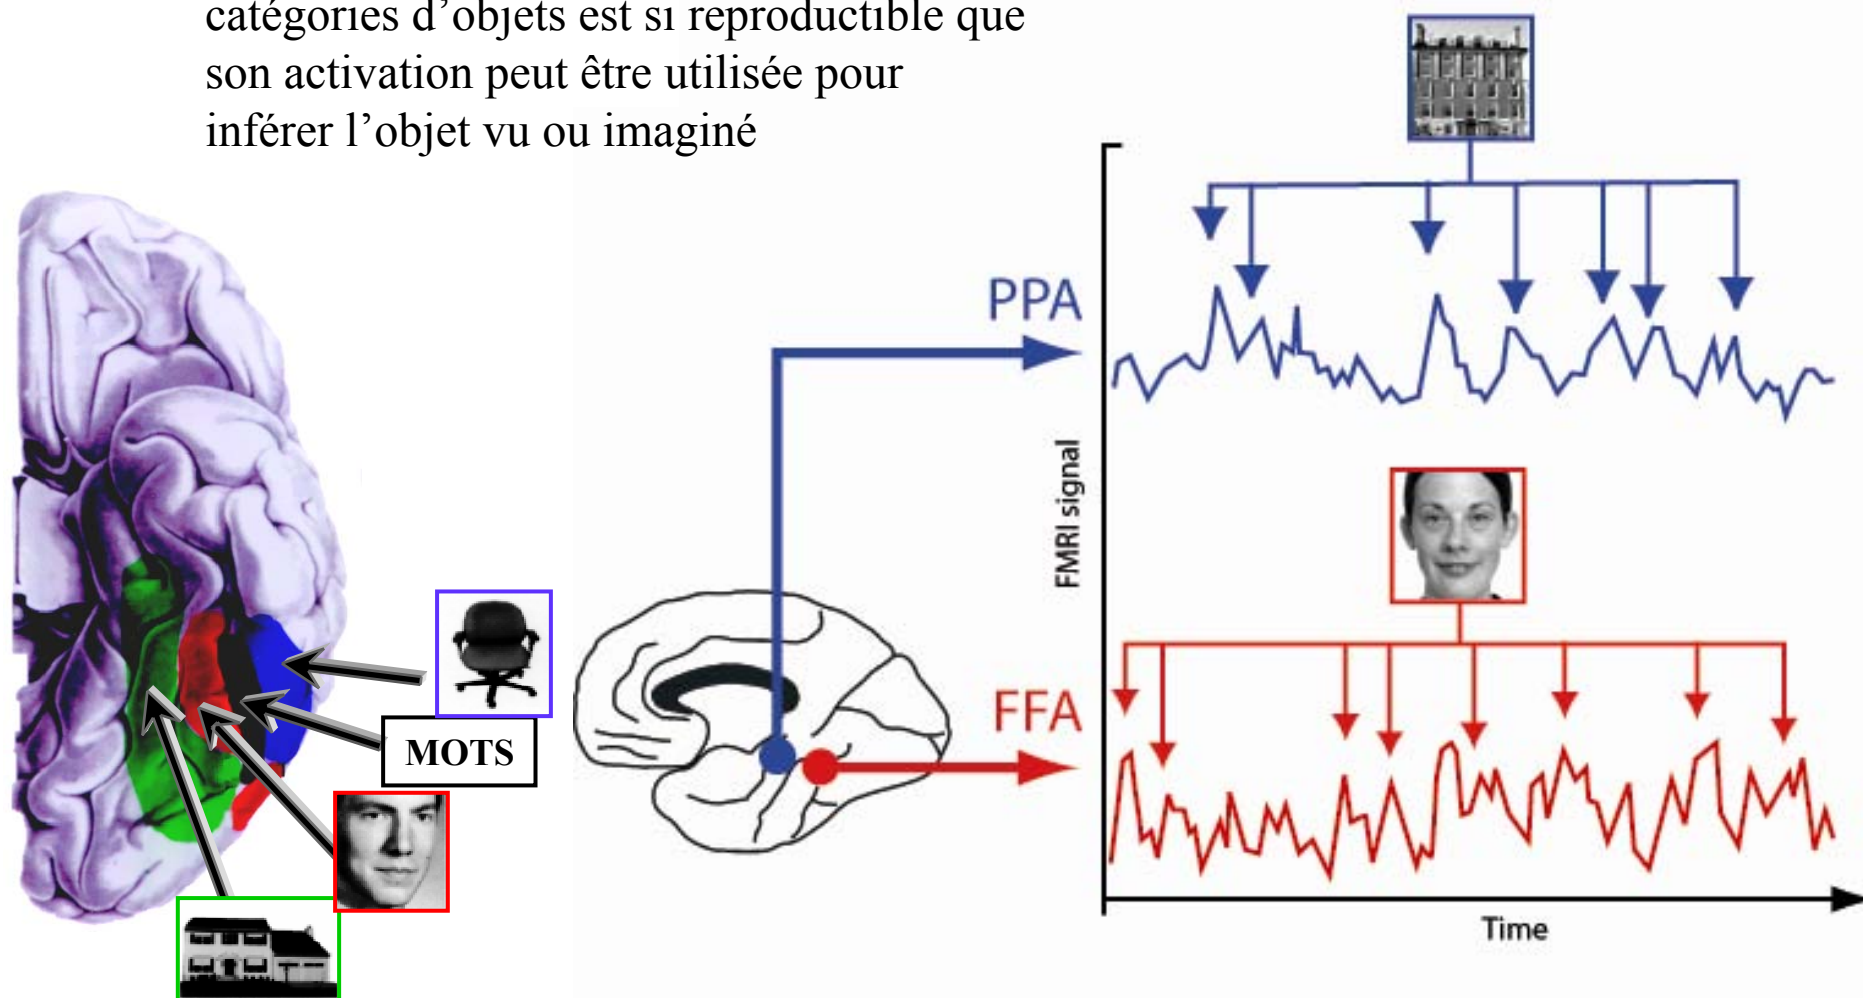 catégories d’objets est si reproductible que
son activation peut être utilisée pour
inférer l’objet vu ou imaginé
PPA
FMRI signal
FFA
MOTS
Time